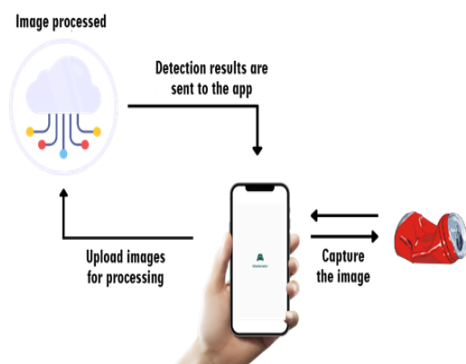 Image processed
Detection results are
sent to the app
Upload images
for processing
Capture
the image